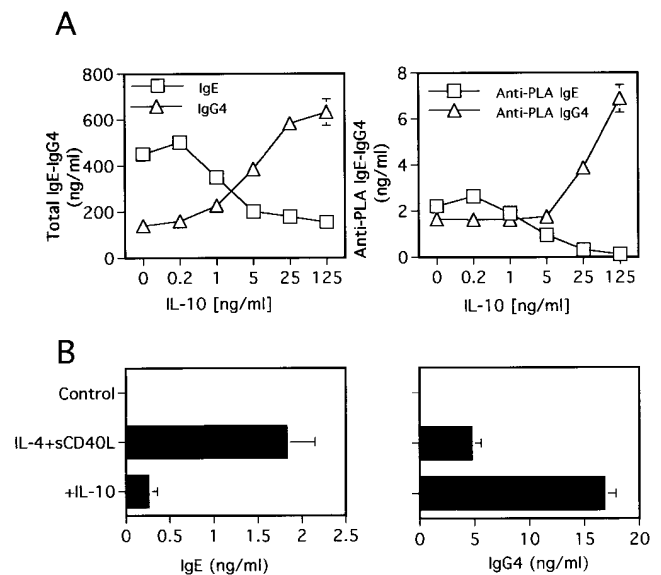 A
Total IgE-IgG4
(ng/ml)
800
600
400
200
0
IgE
IgG4
0 0.2 1 5 25 125
IL-10 [ng/ml]
Anti-PLA IgE-IgG4
(ng/ml)
8
6
4
2
0
Anti-PLA IgE
Anti-PLA IgG4
0 0.2 1 5 25 125
IL-10 [ng/ml]
B
Control
IL-4+sCD40L
+IL-10
0 0.5 1 1.5 2 2.5
IgE (ng/ml)
0 5 10 15 20
IgG4 (ng/ml)